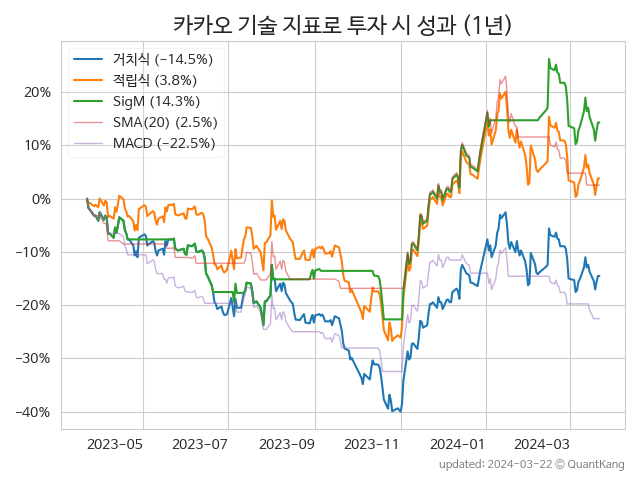 카카오 기술 지표로 투자 시 성과 (1년)
거치식 (−14.5%)
적립식 (3.8%)
SigM (14.3%)
SMA(20) (2.5%)
MACD (−22.5%)
20%
10%
0%
−10%
−20%
−30%
−40%
2023-05 2023-07 2023-09 2023-11 2024-01 2024-03
updated: 2024-03-22 © QuantKang